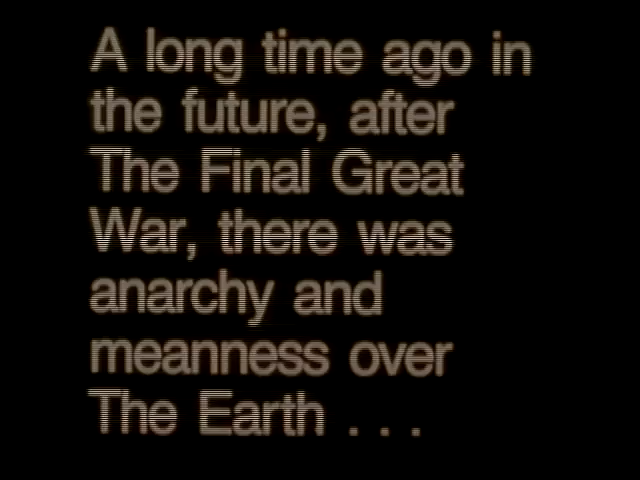 A long time ago in
the future, after
The Final Great
War, there was
anarchy and
meanness over
The Earth . . .